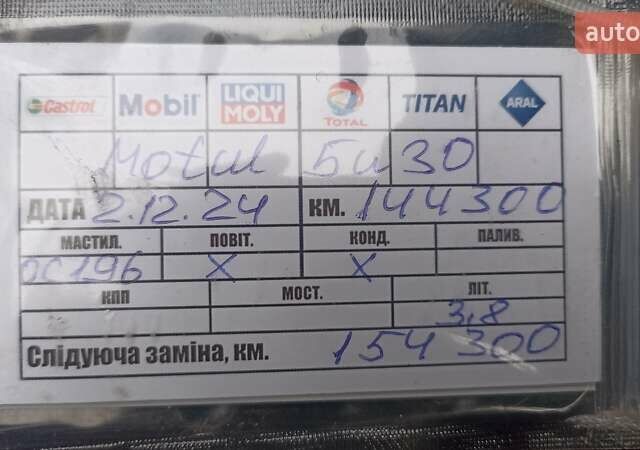 auto
Castrol Mobil LIQUI MOLY TOTAL TITAN ARAL
Motul 5w30
ДАТА 2.12.24 КМ. 144300
МАСТИЛ. ПОВІТ. КОНД. ПАЛИВ.
OC196 X X
КПП МОСТ. ЛІТ.
3,8
Слідуюча заміна, км. 154300